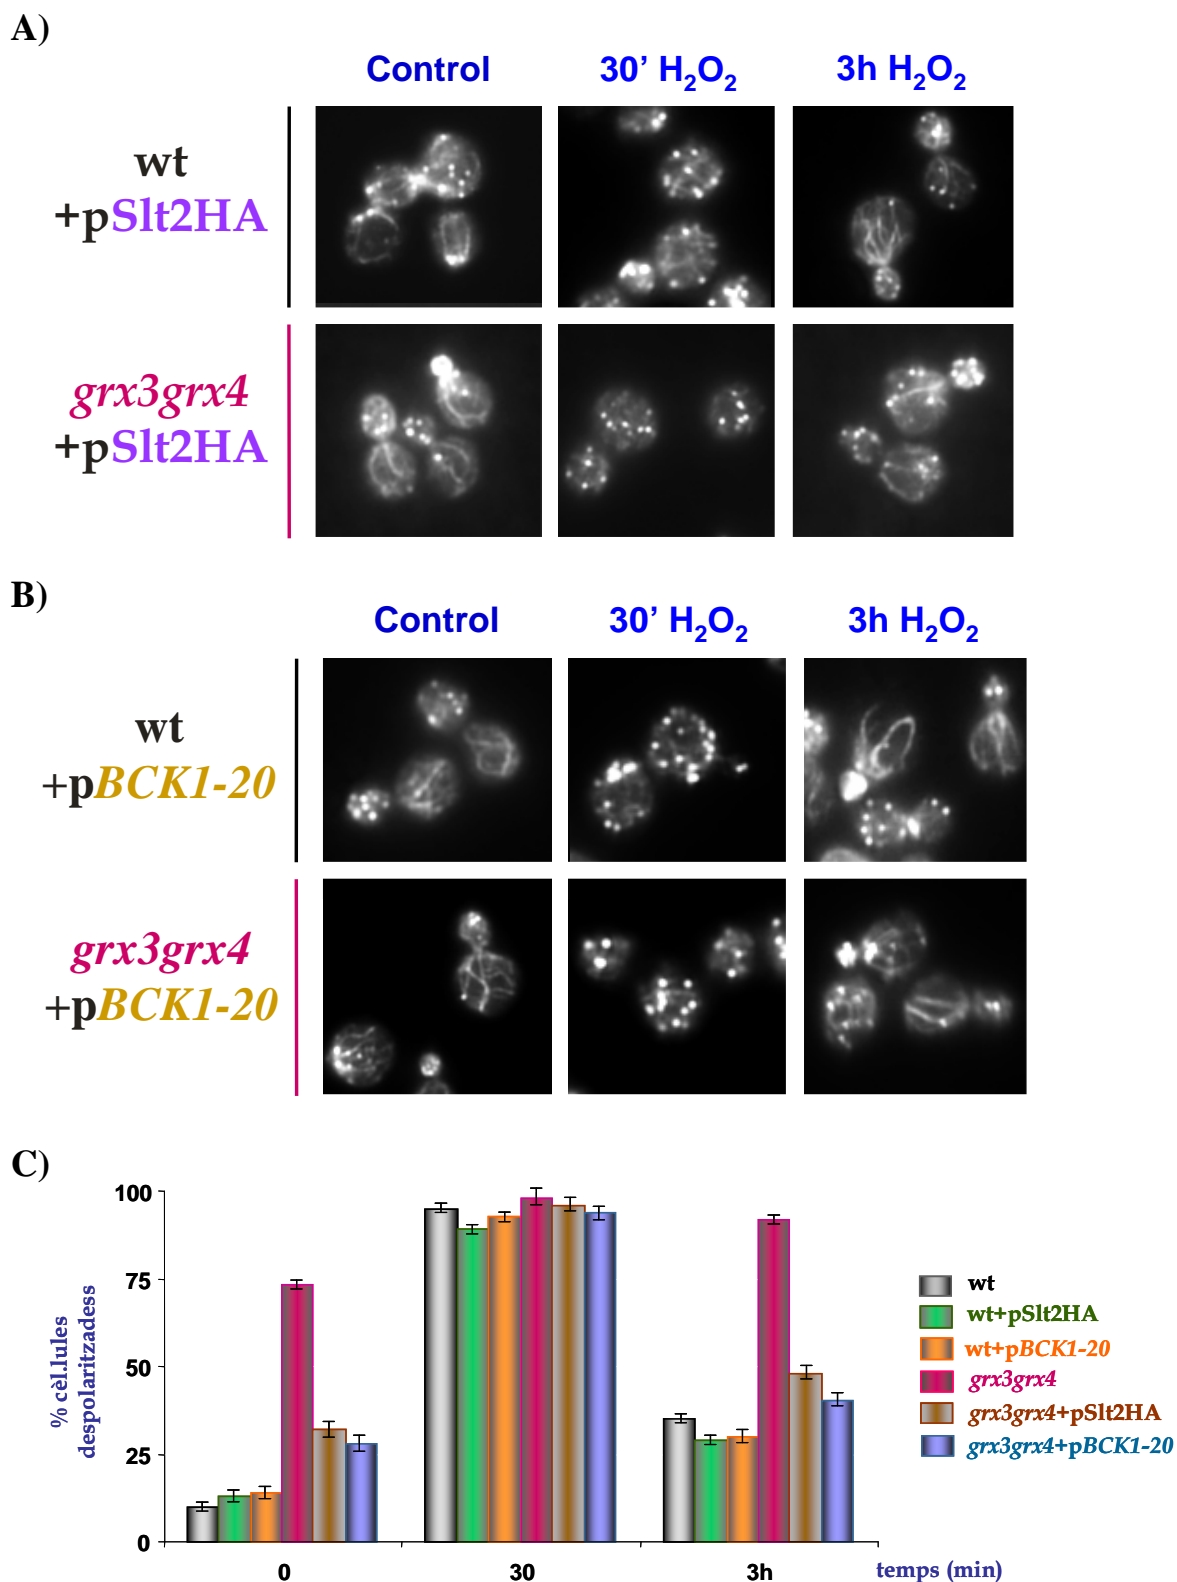 A)
Control 30’ H₂O₂ 3h H₂O₂
wt
+pSlt2HA
grx3grx4
+pSlt2HA
B)
Control 30’ H₂O₂ 3h H₂O₂
wt
+pBCK1-20
grx3grx4
+pBCK1-20
C)
100
75
50
25
0
% cèl.lules
despolaritzadess
0 30 3h temps (min)
wt
wt+pSlt2HA
wt+pBCK1-20
grx3grx4
grx3grx4+pSlt2HA
grx3grx4+pBCK1-20